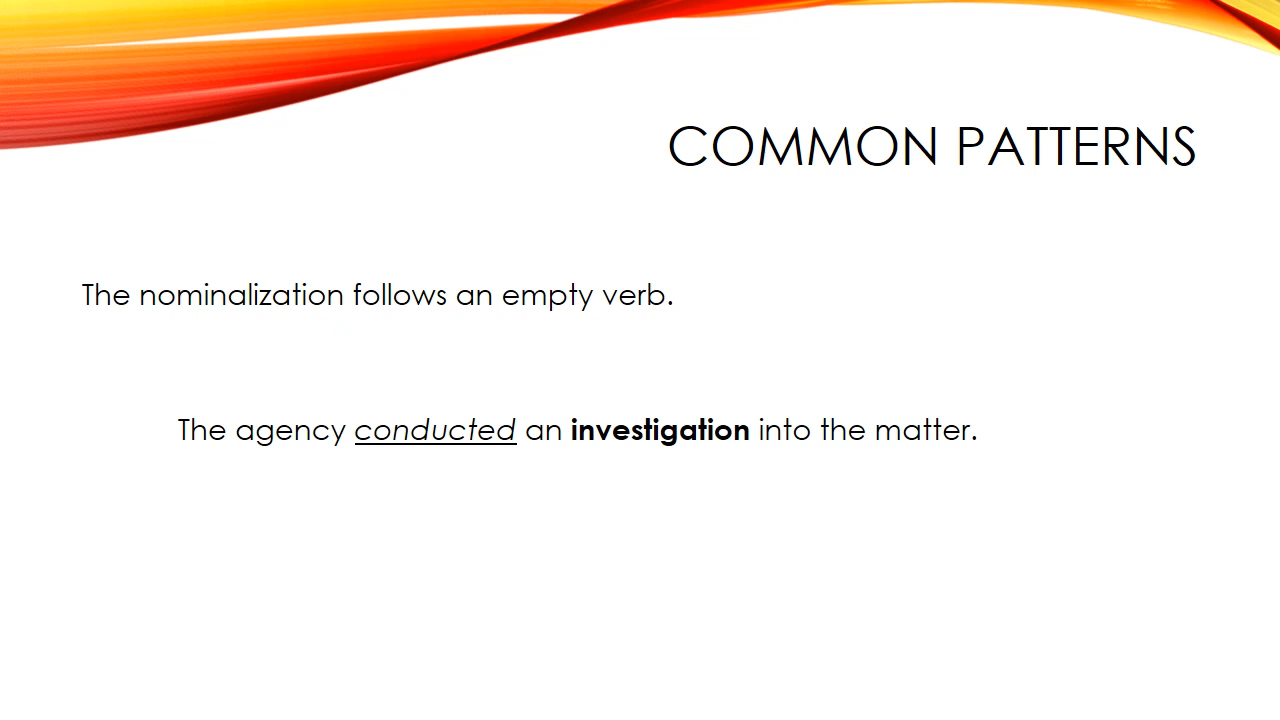 COMMON PATTERNS
The nominalization follows an empty verb.
The agency conducted an investigation into the matter.